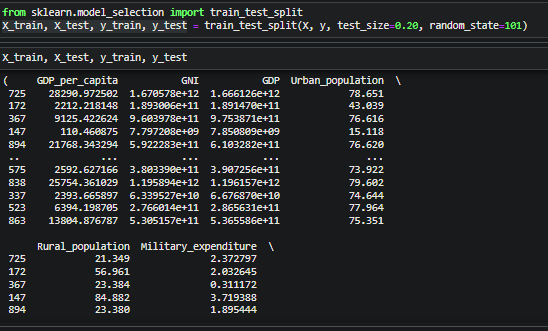 from sklearn.model_selection import train_test_split
X_train, X_test, y_train, y_test = train_test_split(X, y, test_size=0.20, random_state=101)
X_train, X_test, y_train, y_test
(     GDP_per_capita           GNI           GDP  Urban_population  \
725    28290.972502  1.670578e+12  1.666126e+12            78.651
172     2212.218148  1.893006e+11  1.891470e+11            43.039
367     9125.422624  9.603978e+11  9.753871e+11            76.616
147      110.460875  7.797208e+09  7.850809e+09            15.118
894    21768.343294  5.922283e+11  6.103282e+11            76.620
..              ...           ...           ...               ...
575     2592.627166  3.803390e+11  3.907256e+11            73.922
838    25754.361029  1.195894e+12  1.196157e+12            79.602
337     2393.665897  6.339527e+10  6.676870e+10            74.644
523     6394.198705  2.766014e+11  2.865631e+11            77.964
863    13804.876787  5.305157e+11  5.365586e+11            75.351
Rural_population  Military_expenditure  \
725            21.349              2.372797
172            56.961              2.032645
367            23.384              0.311172
147            84.882              3.719388
894            23.380              1.895444